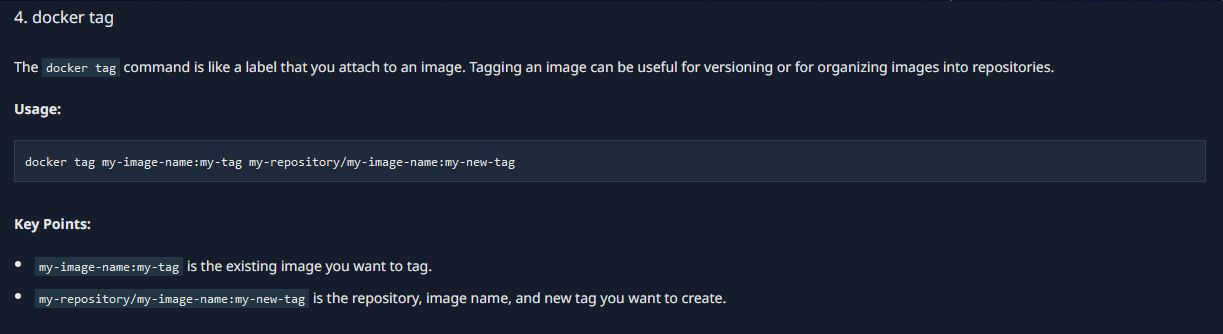 4. docker tag
The docker tag command is like a label that you attach to an image. Tagging an image can be useful for versioning or for organizing images into repositories.
Usage:
docker tag my-image-name:my-tag my-repository/my-image-name:my-new-tag
Key Points:
• my-image-name:my-tag is the existing image you want to tag.
• my-repository/my-image-name:my-new-tag is the repository, image name, and new tag you want to create.